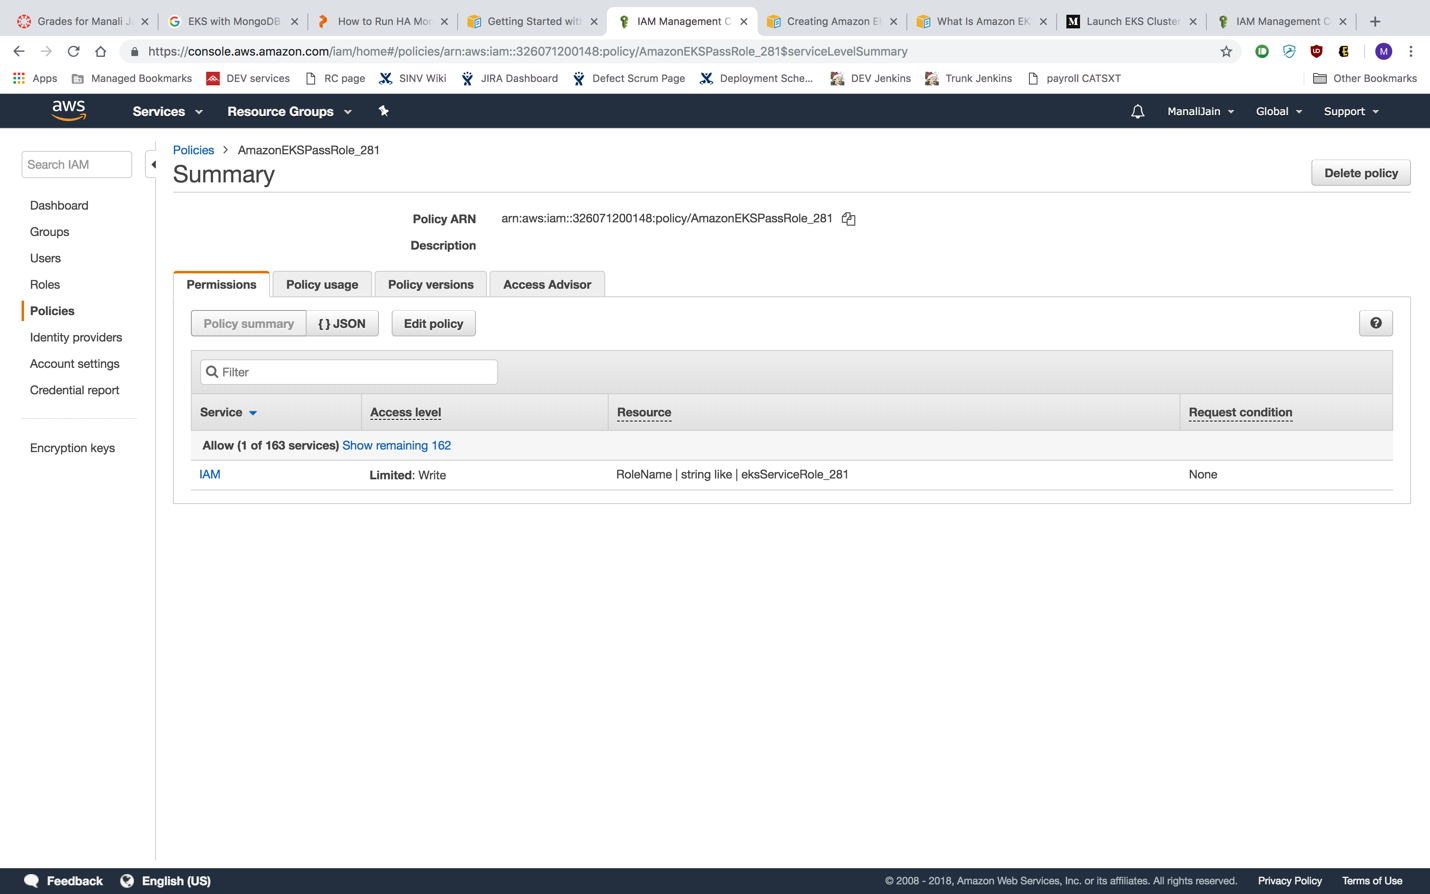 Grades for Manali J
EKS with MongoDB
How to Run HA Mon
Getting Started with
IAM Management C
Creating Amazon E
What Is Amazon EK
Launch EKS Cluster
IAM Management C
https://console.aws.amazon.com/iam/home#/policies/arn:aws:iam::326071200148:policy/AmazonEKSPassRole_281$serviceLevelSummary
M
Apps
Managed Bookmarks
DEV services
RC page
SINV Wiki
JIRA Dashboard
Defect Scrum Page
Deployment Sche...
DEV Jenkins
Trunk Jenkins
payroll CATSXT
Other Bookmarks
aws
Services
Resource Groups
ManaliJain
Global
Support
Search IAM
Dashboard
Groups
Users
Roles
Policies
Identity providers
Account settings
Credential report
Encryption keys
Policies > AmazonEKSPassRole_281
Summary
Delete policy
Policy ARN arn:aws:iam::326071200148:policy/AmazonEKSPassRole_281
Description
Permissions
Policy usage
Policy versions
Access Advisor
Policy summary
{ } JSON
Edit policy
?
Filter
Service
Access level
Resource
Request condition
Allow (1 of 163 services) Show remaining 162
IAM
Limited: Write
RoleName | string like | eksServiceRole_281
None
Feedback
English (US)
© 2008 - 2018, Amazon Web Services, Inc. or its affiliates. All rights reserved.
Privacy Policy
Terms of Use